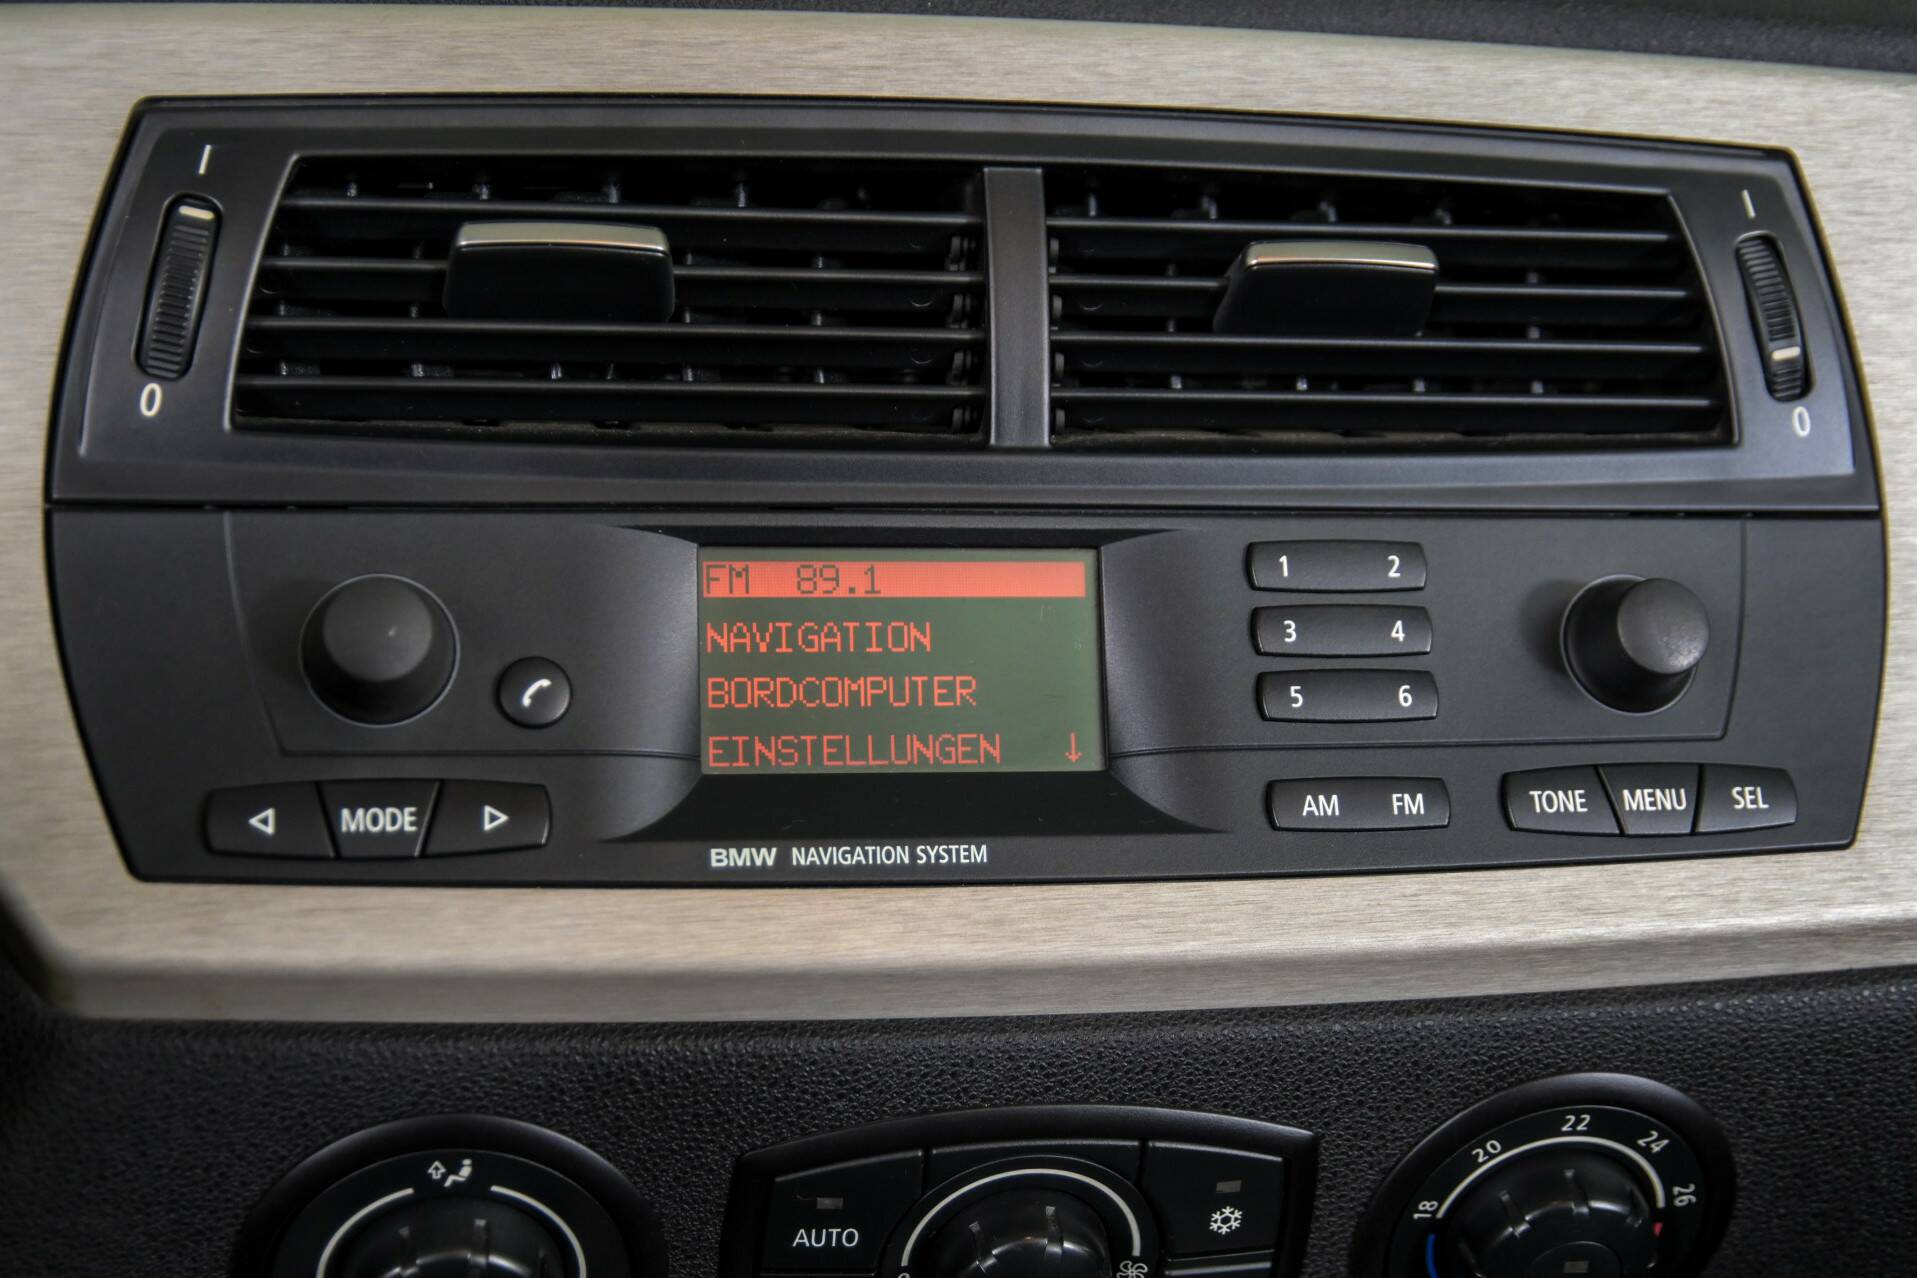 I I
0 0
FM 89.1
NAVIGATION
BORDCOMPUTER
EINSTELLUNGEN ↓
1 2
3 4
5 6
MODE
AM FM
TONE MENU SEL
BMW NAVIGATION SYSTEM
AUTO
18 20 22 24 26